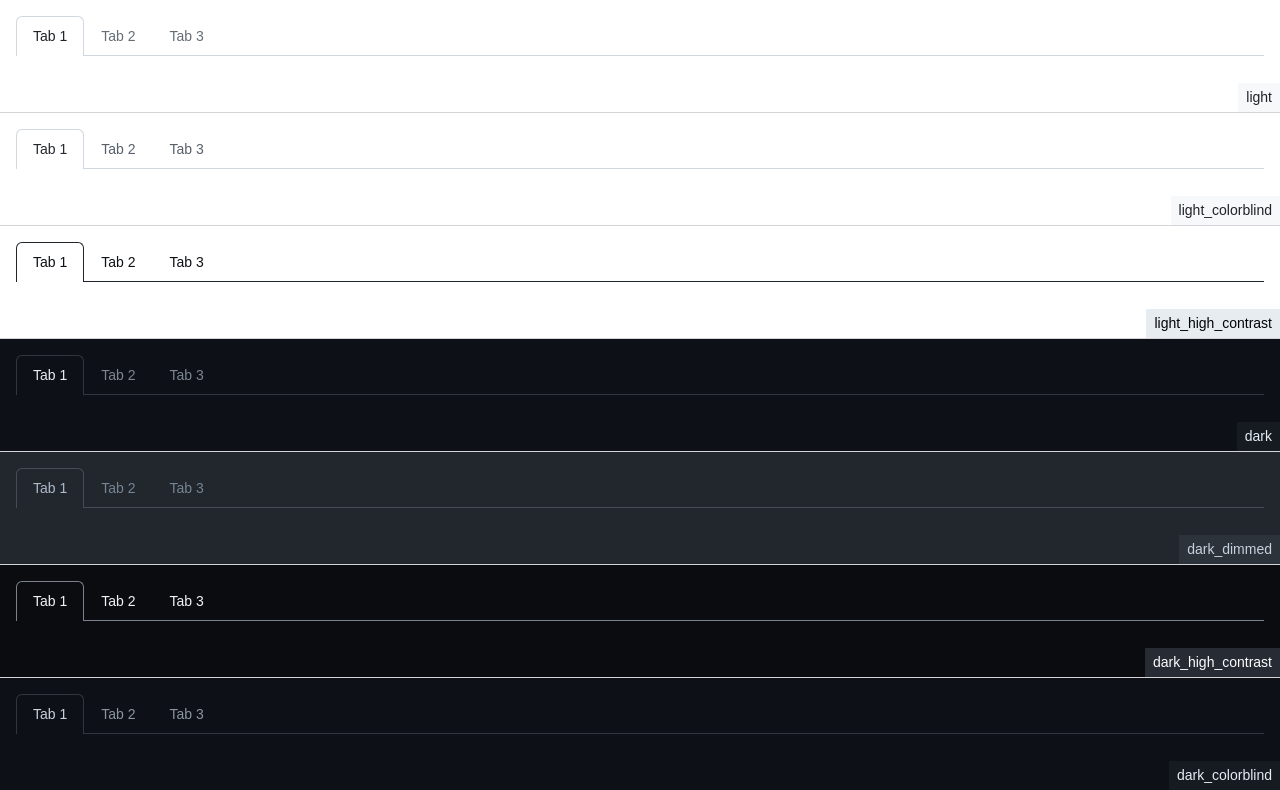 Tab 1 Tab 2 Tab 3
light
Tab 1 Tab 2 Tab 3
light_colorblind
Tab 1 Tab 2 Tab 3
light_high_contrast
Tab 1 Tab 2 Tab 3
dark
Tab 1 Tab 2 Tab 3
dark_dimmed
Tab 1 Tab 2 Tab 3
dark_high_contrast
Tab 1 Tab 2 Tab 3
dark_colorblind